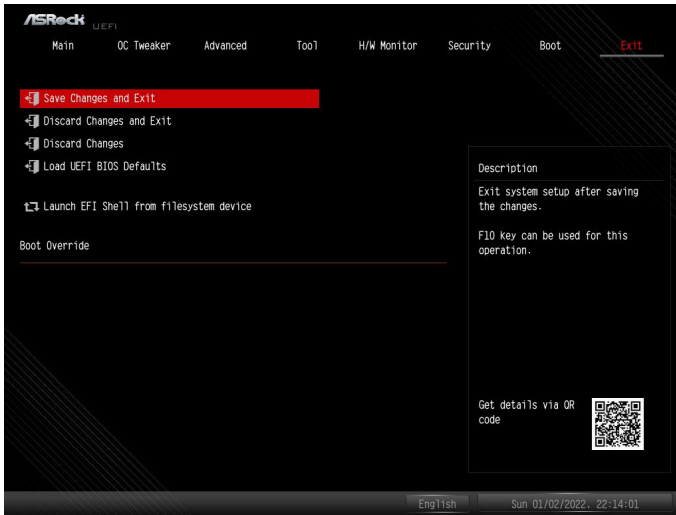 ASRock UEFI
Main OC Tweaker Advanced Tool H/W Monitor Security Boot Exit
Save Changes and Exit
Discard Changes and Exit
Discard Changes
Load UEFI BIOS Defaults
Launch EFI Shell from filesystem device
Boot Override
Description
Exit system setup after saving
the changes.
F10 key can be used for this
operation.
Get details via QR
code
English Sun 01/02/2022. 22:14:01